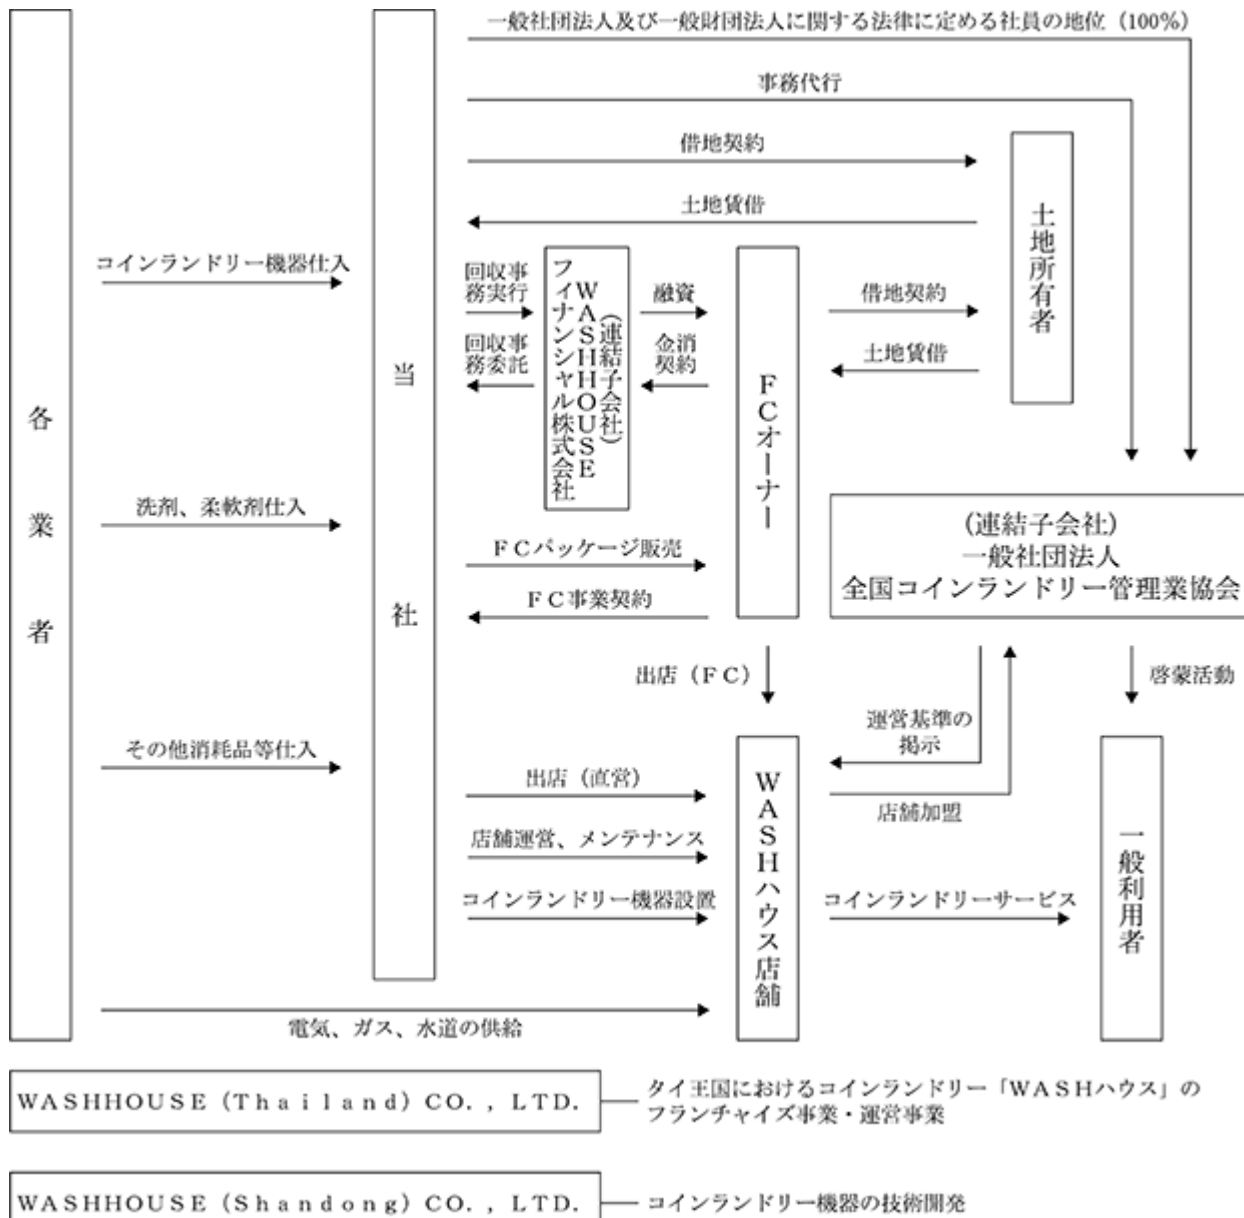 一般社団法人及び一般財団法人に関する法律に定める社員の地位（100％）
事務代行
借地契約
土地賃借
各業者
コインランドリー機器仕入
洗剤、柔軟剤仕入
その他消耗品等仕入
当社
回収事
務実行
回収事
務委託
（連結子会社）
ＷＡＳＨＨＯＵＳＥ
フィナンシャル株式会社
融資
金消
契約
ＦＣオーナー
借地契約
土地賃借
土地所有者
ＦＣパッケージ販売
ＦＣ事業契約
（連結子会社）
一般社団法人
全国コインランドリー管理業協会
出店（ＦＣ）
運営基準の
掲示
店舗加盟
啓蒙活動
出店（直営）
店舗運営、メンテナンス
コインランドリー機器設置
ＷＡＳＨハウス店舗
コインランドリーサービス
一般利用者
電気、ガス、水道の供給
WASHHOUSE（Thailand）CO．，LTD．
タイ王国におけるコインランドリー「ＷＡＳＨハウス」の
フランチャイズ事業・運営事業
WASHHOUSE（Shandong）CO．，LTD．
コインランドリー機器の技術開発